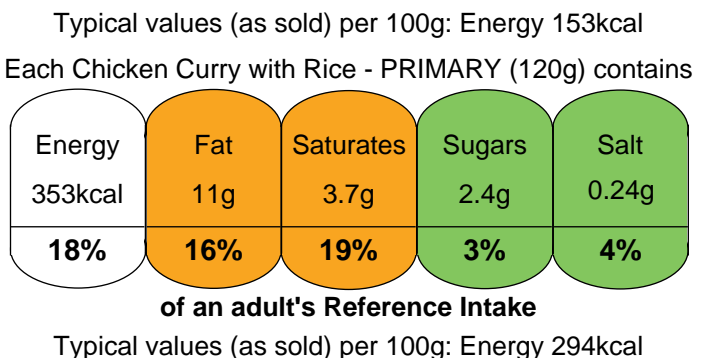 Typical values (as sold) per 100g: Energy 153kcal
Each Chicken Curry with Rice - PRIMARY (120g) contains
Energy Fat Saturates Sugars Salt
353kcal 11g 3.7g 2.4g 0.24g
18% 16% 19% 3% 4%
of an adult's Reference Intake
Typical values (as sold) per 100g: Energy 294kcal